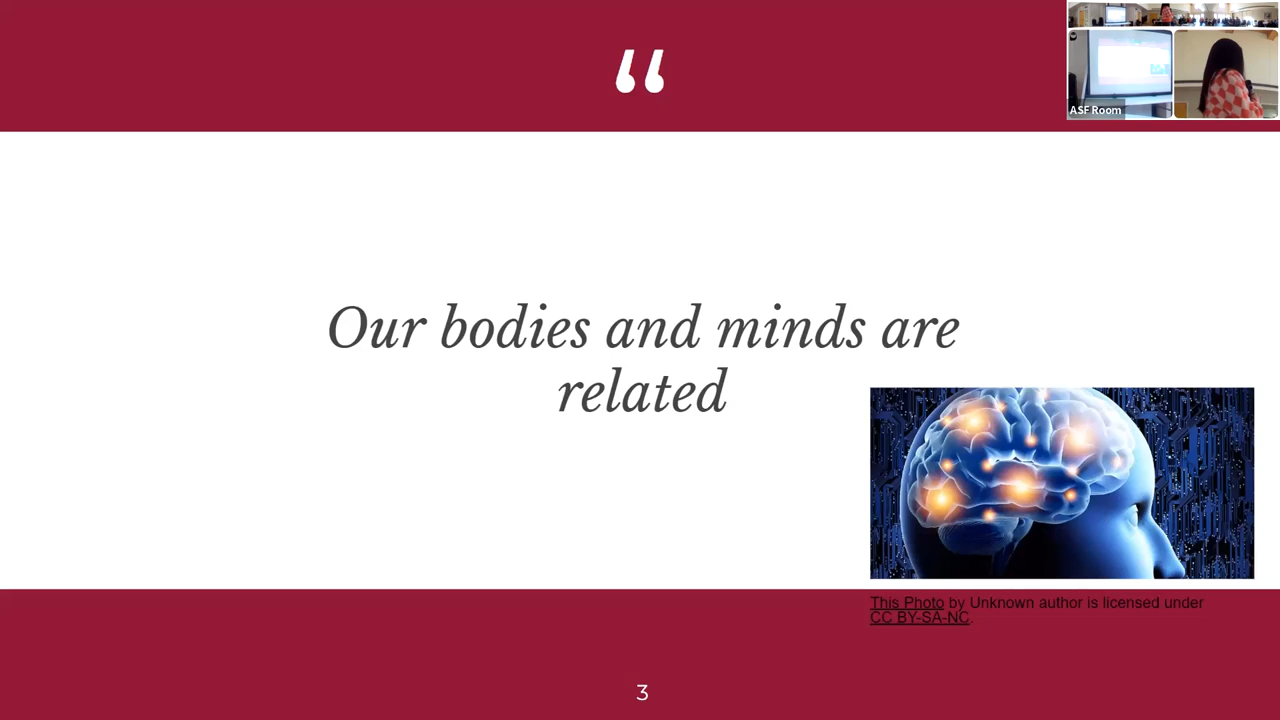 “
ASF Room
Our bodies and minds are
related
This Photo by Unknown author is licensed under
CC BY-SA-NC.
3